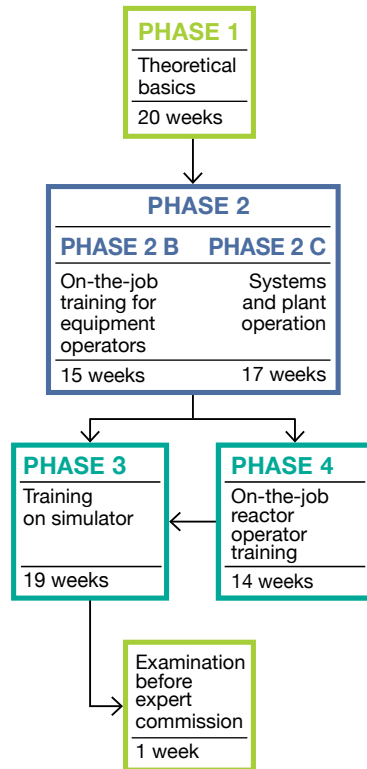 PHASE 1
Theoretical
basics
20 weeks
PHASE 2
PHASE 2 B
On-the-job
training for
equipment
operators
15 weeks
PHASE 2 C
Systems
and plant
operation
17 weeks
PHASE 3
Training
on simulator
19 weeks
PHASE 4
On-the-job
reactor
operator
training
14 weeks
Examination
before
expert
commission
1 week